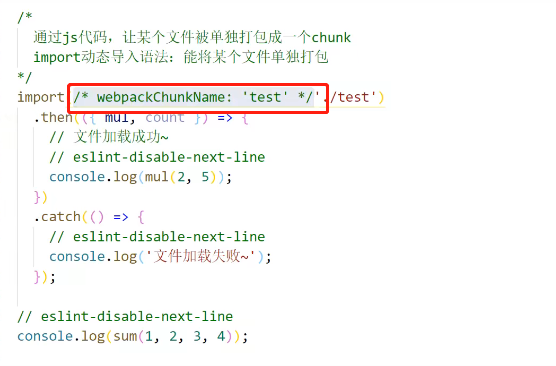 /*
通过js代码，让某个文件被单独打包成一个chunk
import动态导入语法：能将某个文件单独打包
*/
import(/* webpackChunkName: 'test' */'./test')
.then(({ mul, count }) => {
// 文件加载成功~
// eslint-disable-next-line
console.log(mul(2, 5));
})
.catch(() => {
// eslint-disable-next-line
console.log('文件加载失败~');
});
// eslint-disable-next-line
console.log(sum(1, 2, 3, 4));